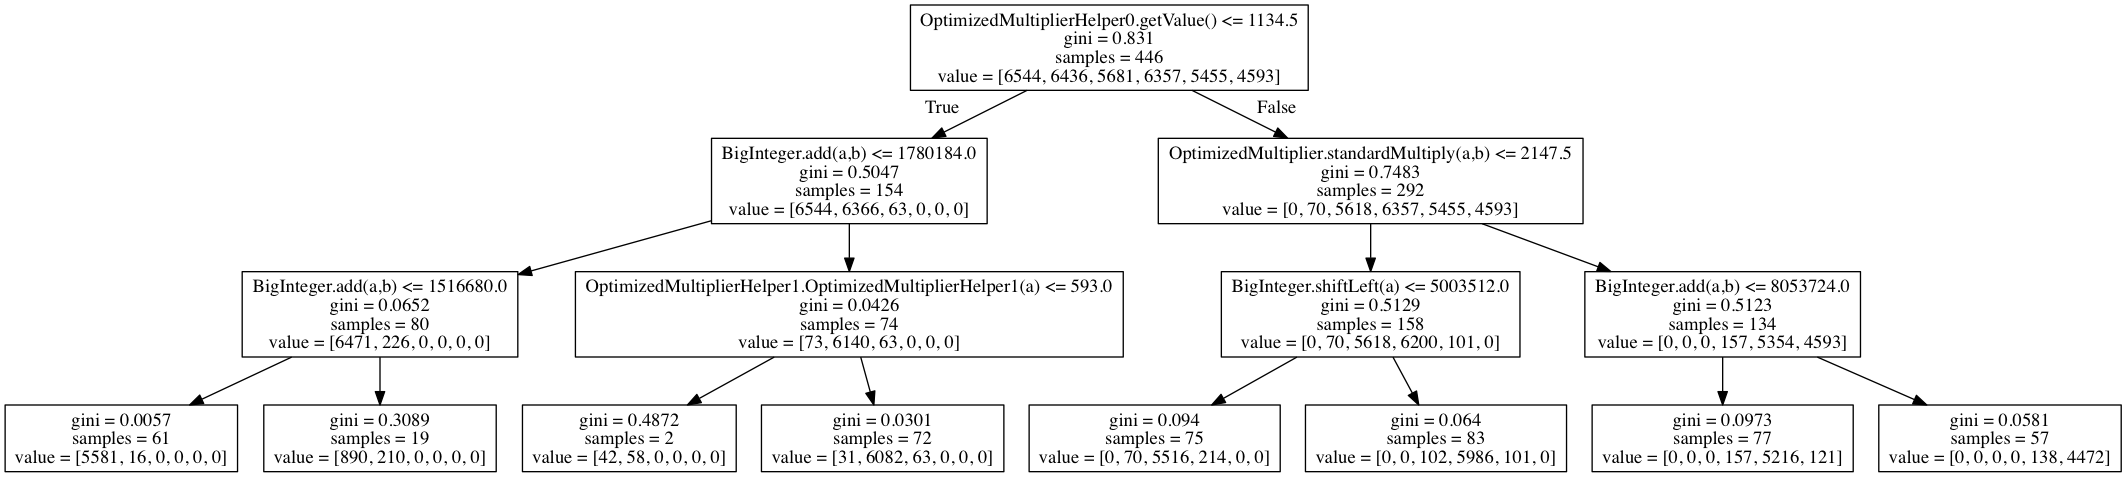 OptimizedMultiplierHelper0.getValue() <= 1134.5
gini = 0.831
samples = 446
value = [6544, 6436, 5681, 6357, 5455, 4593]
True
False
BigInteger.add(a,b) <= 1780184.0
gini = 0.5047
samples = 154
value = [6544, 6366, 63, 0, 0, 0]
OptimizedMultiplier.standardMultiply(a,b) <= 2147.5
gini = 0.7483
samples = 292
value = [0, 70, 5618, 6357, 5455, 4593]
BigInteger.add(a,b) <= 1516680.0
gini = 0.0652
samples = 80
value = [6471, 226, 0, 0, 0, 0]
OptimizedMultiplierHelper1.OptimizedMultiplierHelper1(a) <= 593.0
gini = 0.0426
samples = 74
value = [73, 6140, 63, 0, 0, 0]
BigInteger.shiftLeft(a) <= 5003512.0
gini = 0.5129
samples = 158
value = [0, 70, 5618, 6200, 101, 0]
BigInteger.add(a,b) <= 8053724.0
gini = 0.5123
samples = 134
value = [0, 0, 0, 157, 5354, 4593]
gini = 0.0057
samples = 61
value = [5581, 16, 0, 0, 0, 0]
gini = 0.3089
samples = 19
value = [890, 210, 0, 0, 0, 0]
gini = 0.4872
samples = 2
value = [42, 58, 0, 0, 0, 0]
gini = 0.0301
samples = 72
value = [31, 6082, 63, 0, 0, 0]
gini = 0.094
samples = 75
value = [0, 70, 5516, 214, 0, 0]
gini = 0.064
samples = 83
value = [0, 0, 102, 5986, 101, 0]
gini = 0.0973
samples = 77
value = [0, 0, 0, 157, 5216, 121]
gini = 0.0581
samples = 57
value = [0, 0, 0, 0, 138, 4472]